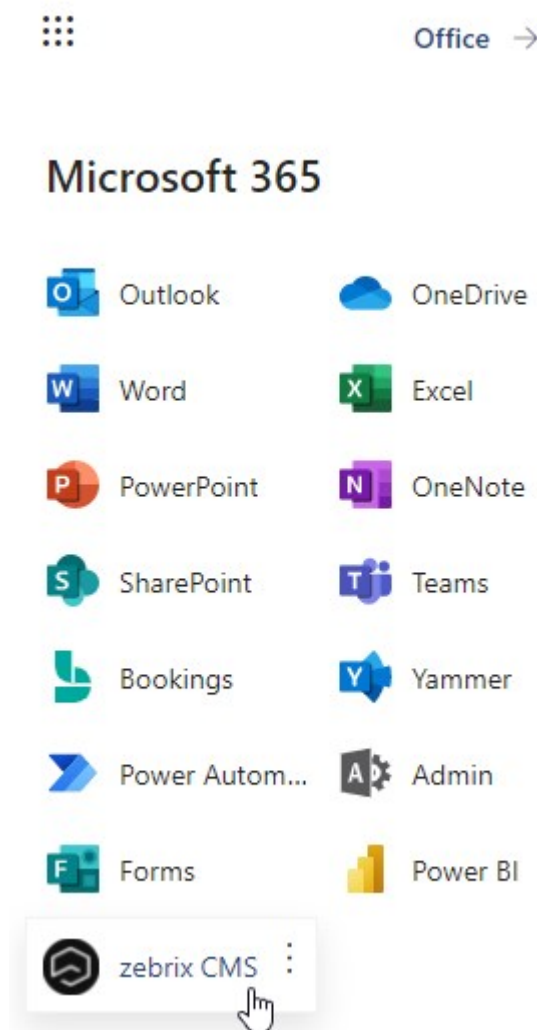 Office →
Microsoft 365
Outlook
OneDrive
Word
Excel
PowerPoint
OneNote
SharePoint
Teams
Bookings
Yammer
Power Autom...
Admin
Forms
Power BI
zebrix CMS